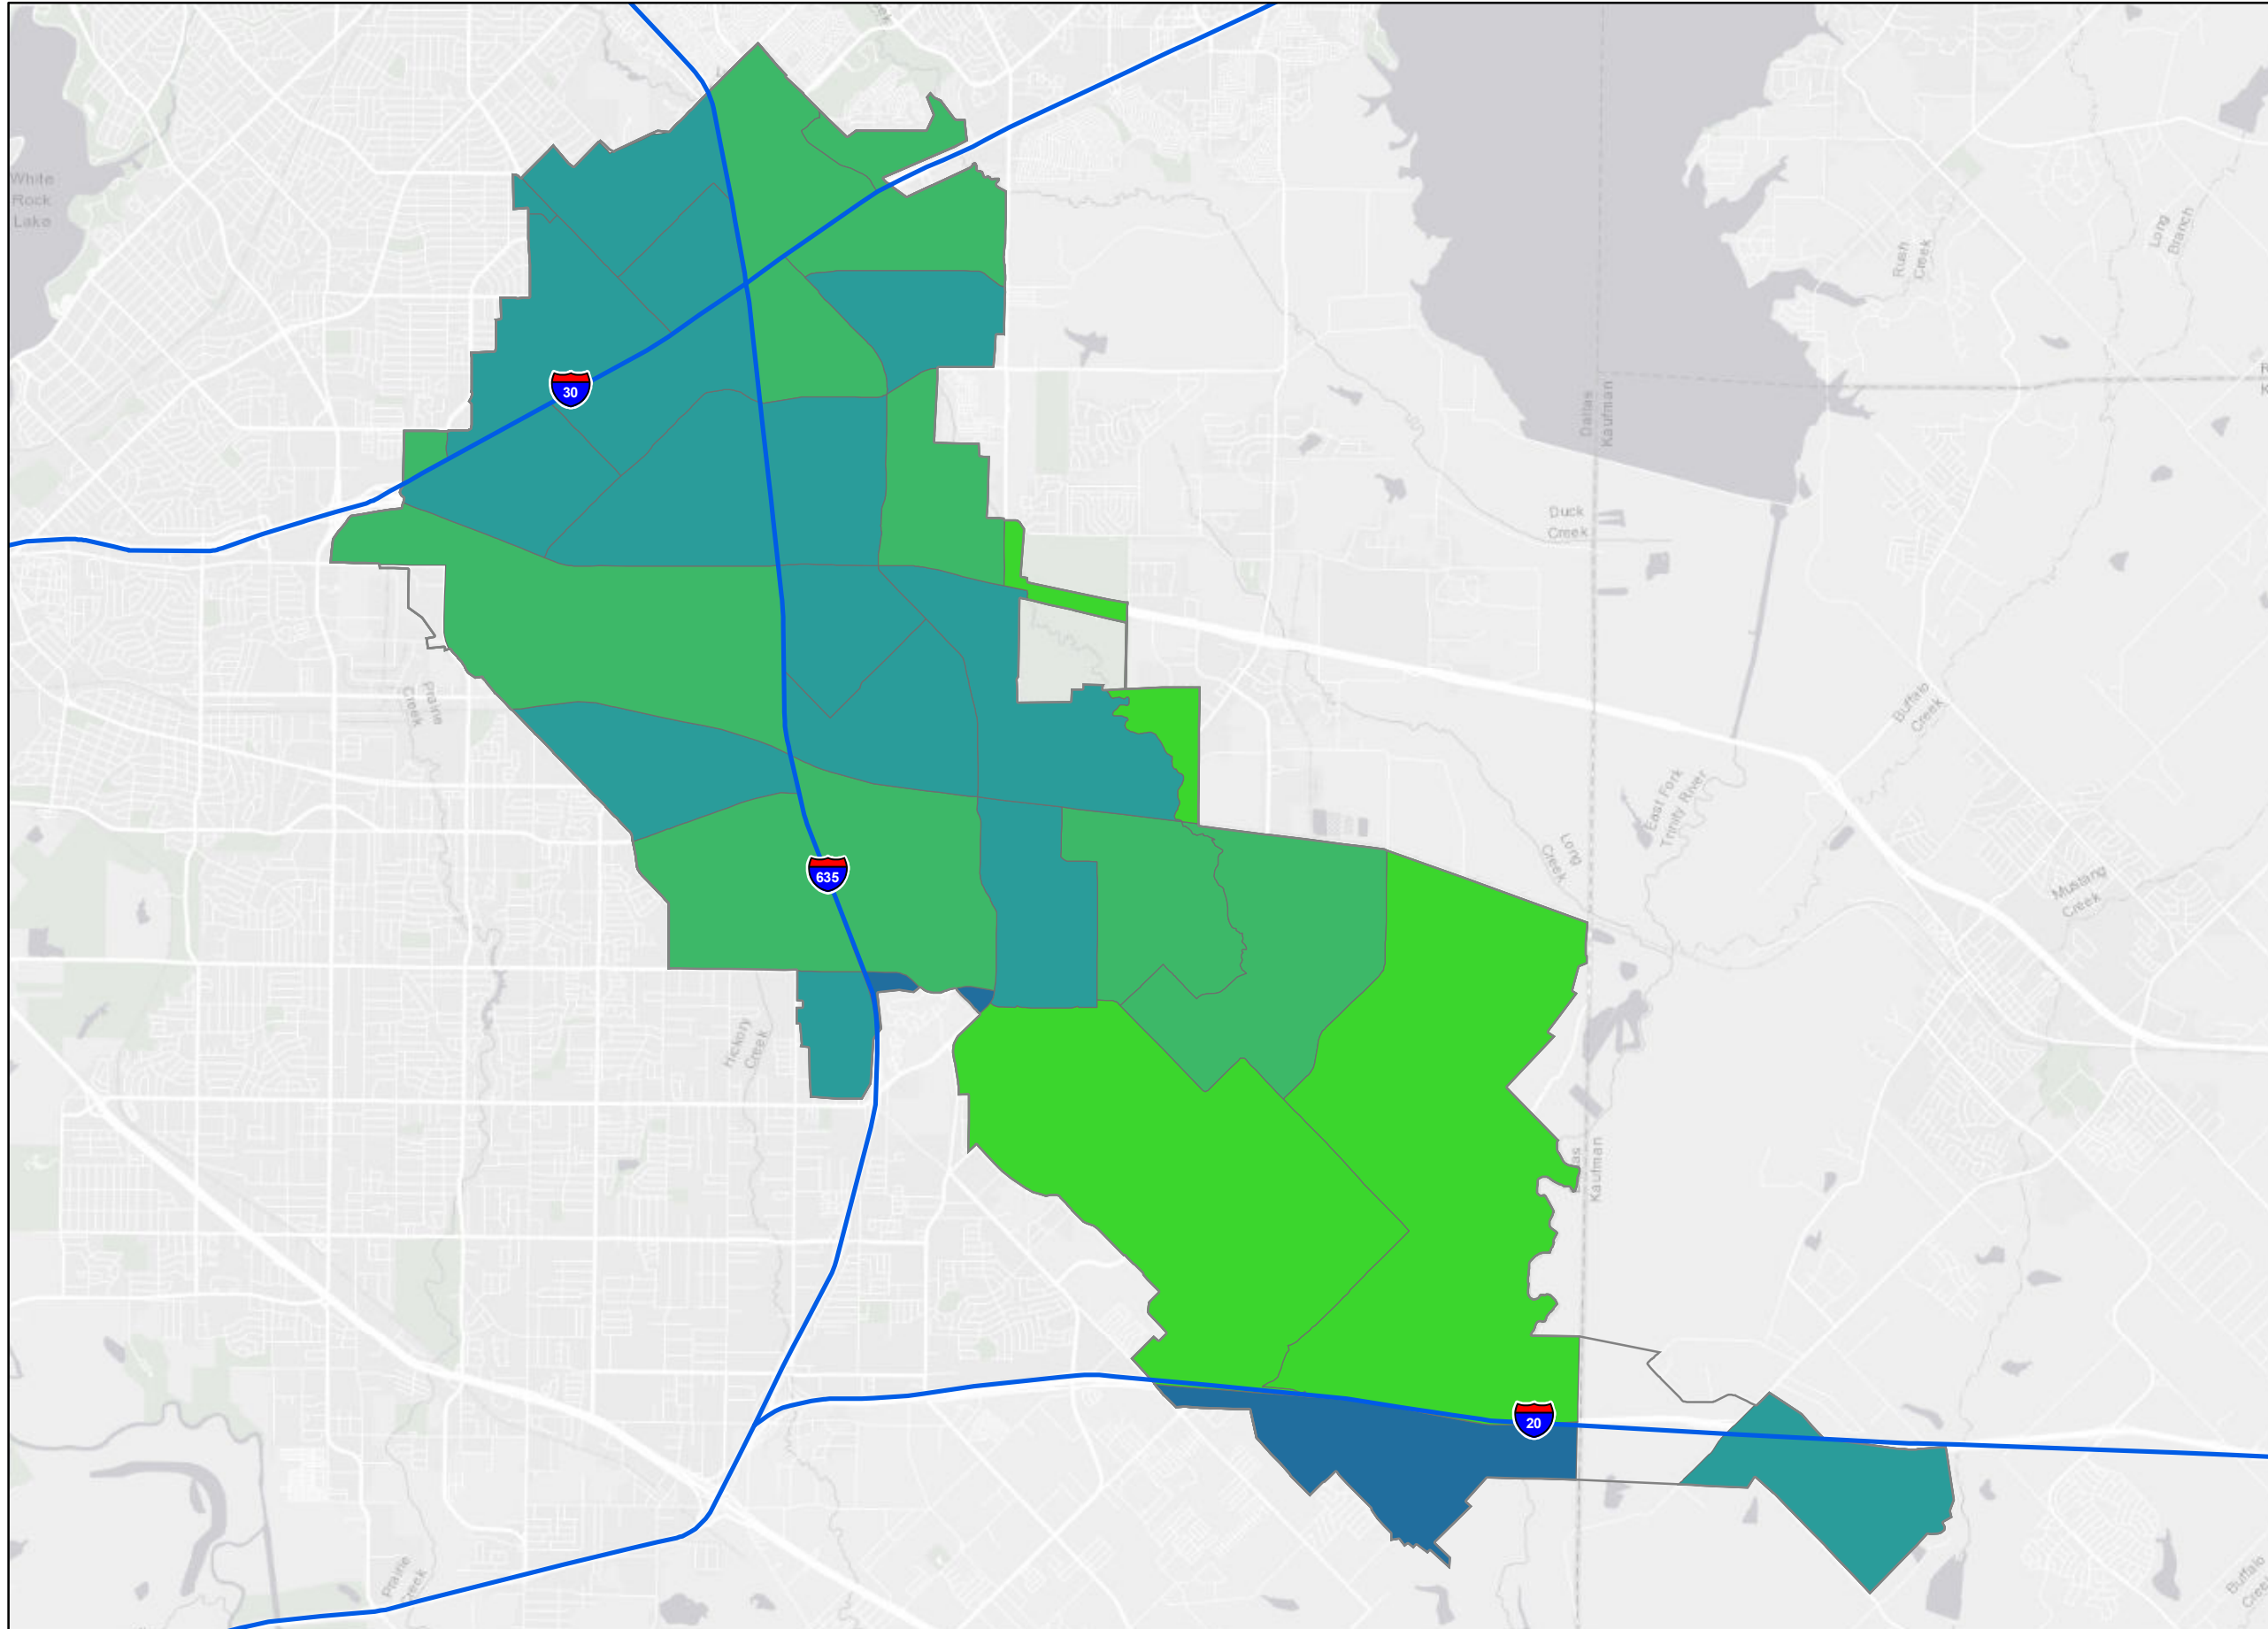 White
Rock
Lake
Long
Branch
Rush
Creek
30
Dallas
Kaufman
Duck
Creek
Prairie
Creek
Buffalo
Creek
East Fork
Trinity River
Long
Creek
635
Mustang
Creek
Hickory
Creek
Kaufman
20
Prairie
Creek
Buffalo